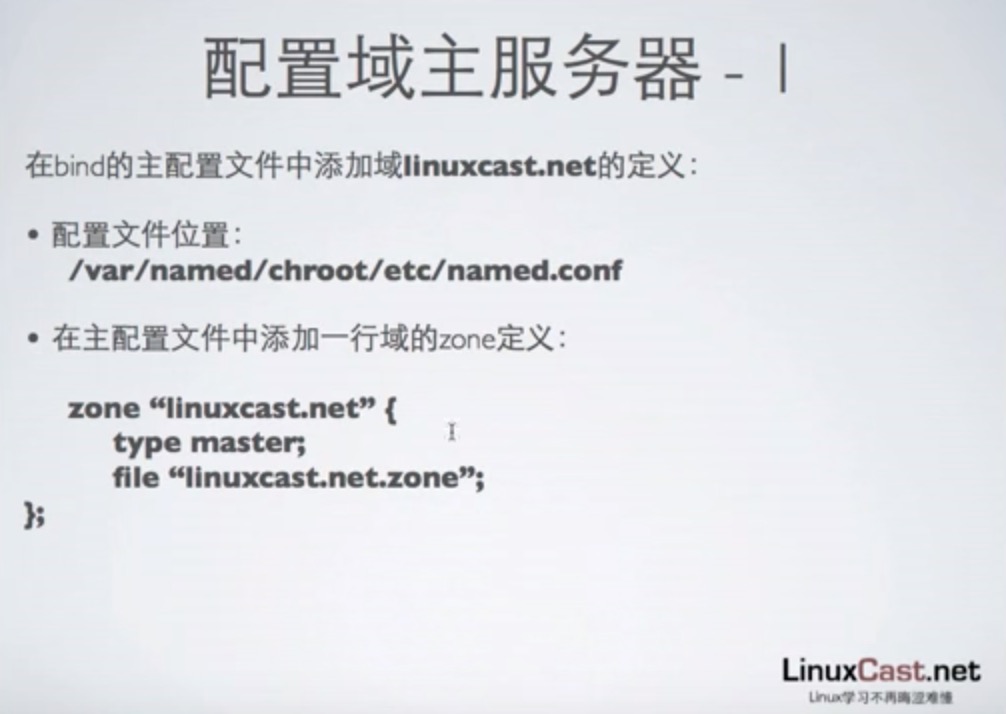 配置域主服务器 - 1
在bind的主配置文件中添加域linuxcast.net的定义：
• 配置文件位置：
/var/named/chroot/etc/named.conf
• 在主配置文件中添加一行域的zone定义：
zone “linuxcast.net” {
type master;
file “linuxcast.net.zone”;
};
LinuxCast.net
Linux学习不再晦涩难懂